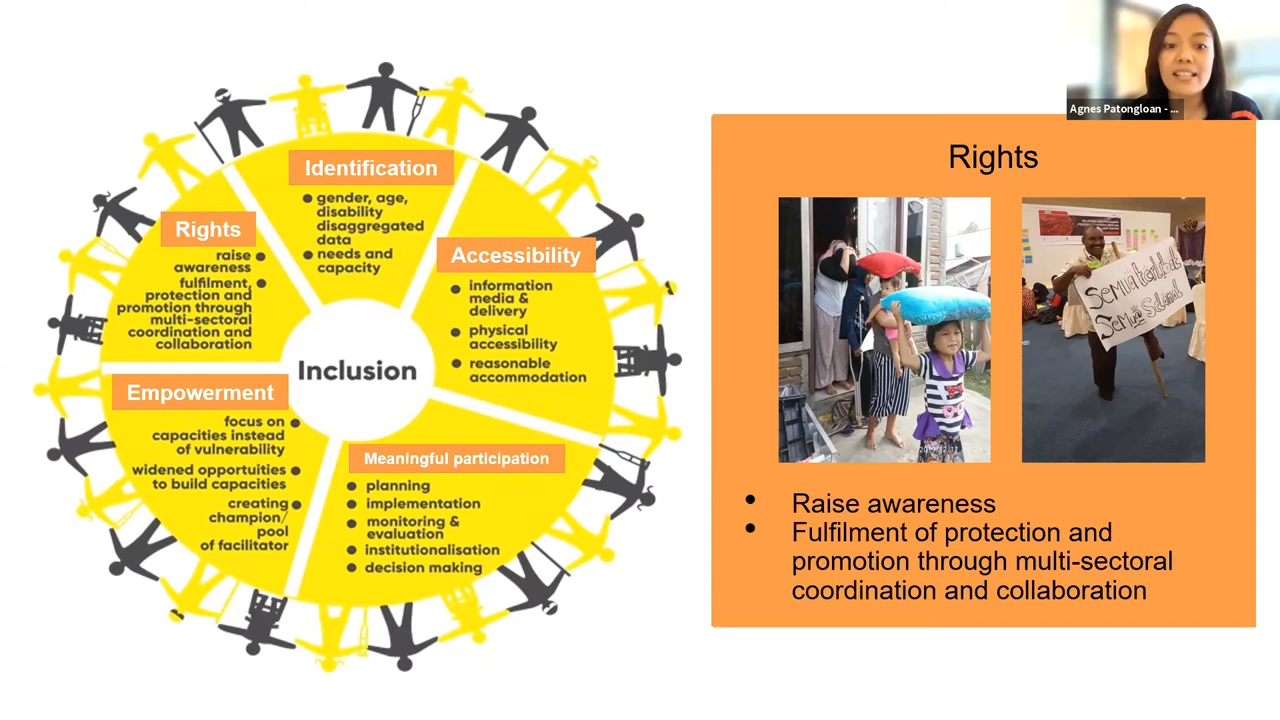 Agnes Patongloan - ...
Identification
gender, age,
disability
disaggregated
data
needs and
capacity
Rights
raise
awareness
fulfilment,
protection and
promotion through
multi-sectoral
coordination and
collaboration
Accessibility
information
media &
delivery
physical
accessibility
reasonable
accommodation
Inclusion
Empowerment
focus on
capacities instead
of vulnerability
widened opportuities
to build capacities
creating
champion/
pool
of facilitator
Meaningful participation
planning
implementation
monitoring &
evaluation
institutionalisation
decision making
Rights
Semua
Raise awareness
Fulfilment of protection and
promotion through multi-sectoral
coordination and collaboration